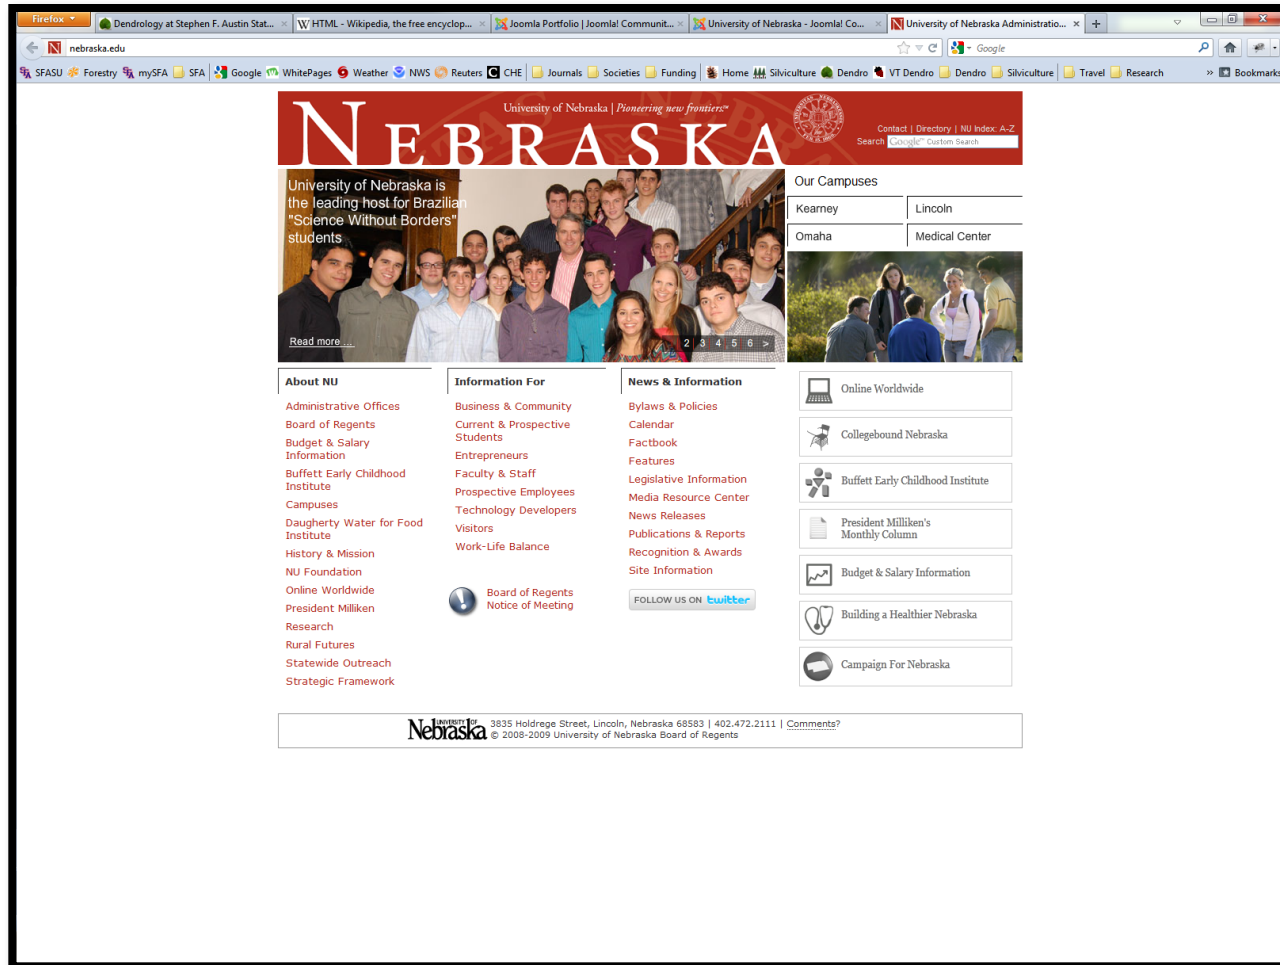 Firefox
Dendrology at Stephen F. Austin Stat...
WHTML - Wikipedia, the free encyclop...
Joomla Portfolio | Joomla! Communit...
University of Nebraska - Joomla! Co...
University of Nebraska Administratio...
nebraska.edu
Google
SFASU Forestry mySFA SFA Google WhitePages Weather NWS Reuters CHE Journals Societies Funding Home Silviculture Dendro VT Dendro Dendro Silviculture Travel Research » Bookmarks
University of Nebraska | Pioneering new frontiers.
NEBRASKA
Contact | Directory | NU Index: A-Z
Search Google™ Custom Search
University of Nebraska is
the leading host for Brazilian
"Science Without Borders"
students
Read more ...
2 3 4 5 6 >
Our Campuses
Kearney
Lincoln
Omaha
Medical Center
About NU
Administrative Offices
Board of Regents
Budget & Salary
Information
Buffett Early Childhood
Institute
Campuses
Daugherty Water for Food
Institute
History & Mission
NU Foundation
Online Worldwide
President Milliken
Research
Rural Futures
Statewide Outreach
Strategic Framework
Information For
Business & Community
Current & Prospective
Students
Entrepreneurs
Faculty & Staff
Prospective Employees
Technology Developers
Visitors
Work-Life Balance
Board of Regents
Notice of Meeting
News & Information
Bylaws & Policies
Calendar
Factbook
Features
Legislative Information
Media Resource Center
News Releases
Publications & Reports
Recognition & Awards
Site Information
FOLLOW US ON twitter
Online Worldwide
Collegebound Nebraska
Buffett Early Childhood Institute
President Milliken's
Monthly Column
Budget & Salary Information
Building a Healthier Nebraska
Campaign For Nebraska
UNIVERSITY OF
Nebraska
3835 Holdrege Street, Lincoln, Nebraska 68583 | 402.472.2111 | Comments?
© 2008-2009 University of Nebraska Board of Regents